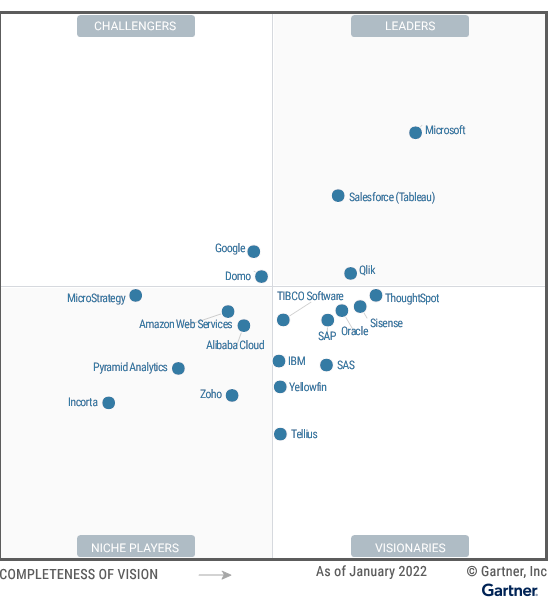 CHALLENGERS
LEADERS
Microsoft
Salesforce (Tableau)
Google
Domo
Qlik
MicroStrategy
TIBCO Software
ThoughtSpot
Amazon Web Services
Sisense
Oracle
SAP
Alibaba Cloud
IBM
SAS
Pyramid Analytics
Yellowfin
Zoho
Incorta
Tellius
NICHE PLAYERS
VISIONARIES
COMPLETENESS OF VISION
As of January 2022
© Gartner, Inc
Gartner